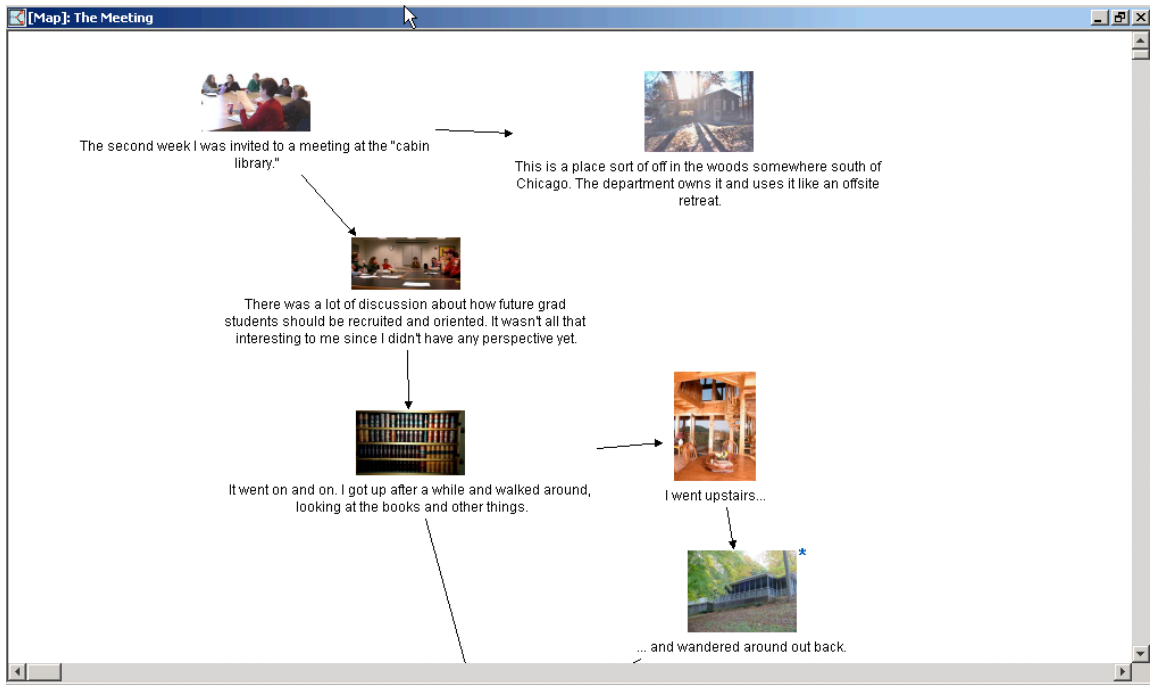 [Map]: The Meeting
The second week I was invited to a meeting at the "cabin
library."
This is a place sort of off in the woods somewhere south of
Chicago. The department owns it and uses it like an offsite
retreat.
There was a lot of discussion about how future grad
students should be recruited and oriented. It wasn't all that
interesting to me since I didn't have any perspective yet.
It went on and on. I got up after a while and walked around,
looking at the books and other things.
I went upstairs...
*
... and wandered around out back.